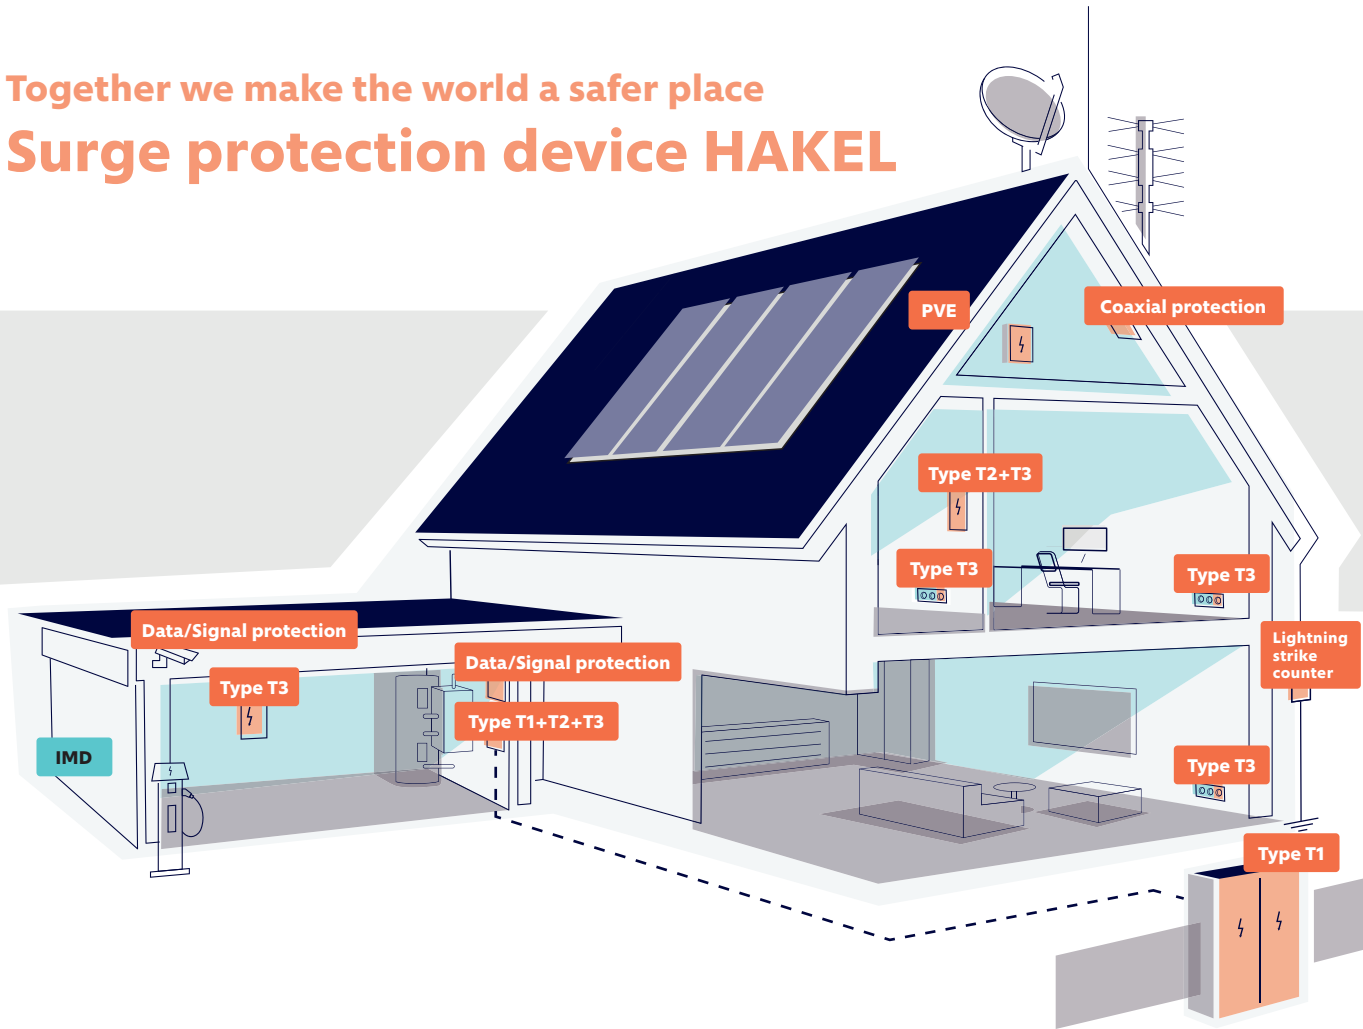 Together we make the world a safer place
Surge protection device HAKEL
PVE
Coaxial protection
Type T2+T3
Type T3
Type T3
Data/Signal protection
Lightning
strike
counter
Data/Signal protection
Type T3
Type T1+T2+T3
IMD
Type T3
Type T1